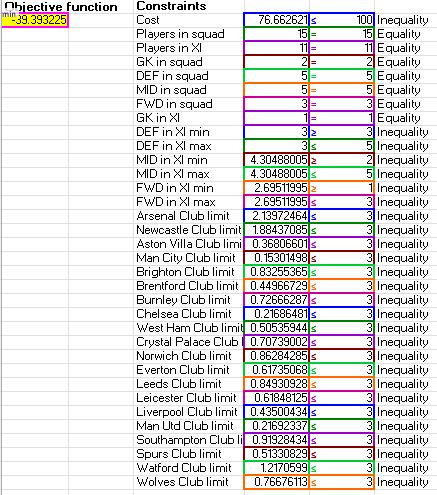 Objective function Constraints
min -39.393225 Cost 76.662621 ≤ 100 Inequality
Players in squad 15 = 15 Equality
Players in XI 11 = 11 Equality
GK in squad 2 = 2 Equality
DEF in squad 5 = 5 Equality
MID in squad 5 = 5 Equality
FWD in squad 3 = 3 Equality
GK in XI 1 = 1 Equality
DEF in XI min 3 ≥ 3 Inequality
DEF in XI max 3 ≤ 5 Inequality
MID in XI min 4.30488005 ≥ 2 Inequality
MID in XI max 4.30488005 ≤ 5 Inequality
FWD in XI min 2.69511995 ≥ 1 Inequality
FWD in XI max 2.69511995 ≤ 3 Inequality
Arsenal Club limit 2.13972464 ≤ 3 Inequality
Newcastle Club limit 1.88437085 ≤ 3 Inequality
Aston Villa Club limi 0.36806601 ≤ 3 Inequality
Man City Club limit 0.15301498 ≤ 3 Inequality
Brighton Club limit 0.83255365 ≤ 3 Inequality
Brentford Club limit 0.44966729 ≤ 3 Inequality
Burnley Club limit 0.72666287 ≤ 3 Inequality
Chelsea Club limit 0.21686481 ≤ 3 Inequality
West Ham Club limit 0.50535944 ≤ 3 Inequality
Crystal Palace Club l 0.70739002 ≤ 3 Inequality
Norwich Club limit 0.86284285 ≤ 3 Inequality
Everton Club limit 0.61735068 ≤ 3 Inequality
Leeds Club limit 0.84930928 ≤ 3 Inequality
Leicester Club limit 0.61848125 ≤ 3 Inequality
Liverpool Club limit 0.43500434 ≤ 3 Inequality
Man Utd Club limit 0.21692337 ≤ 3 Inequality
Southampton Club li 0.91928434 ≤ 3 Inequality
Spurs Club limit 0.51330829 ≤ 3 Inequality
Watford Club limit 1.2170599 ≤ 3 Inequality
Wolves Club limit 0.76676113 ≤ 3 Inequality